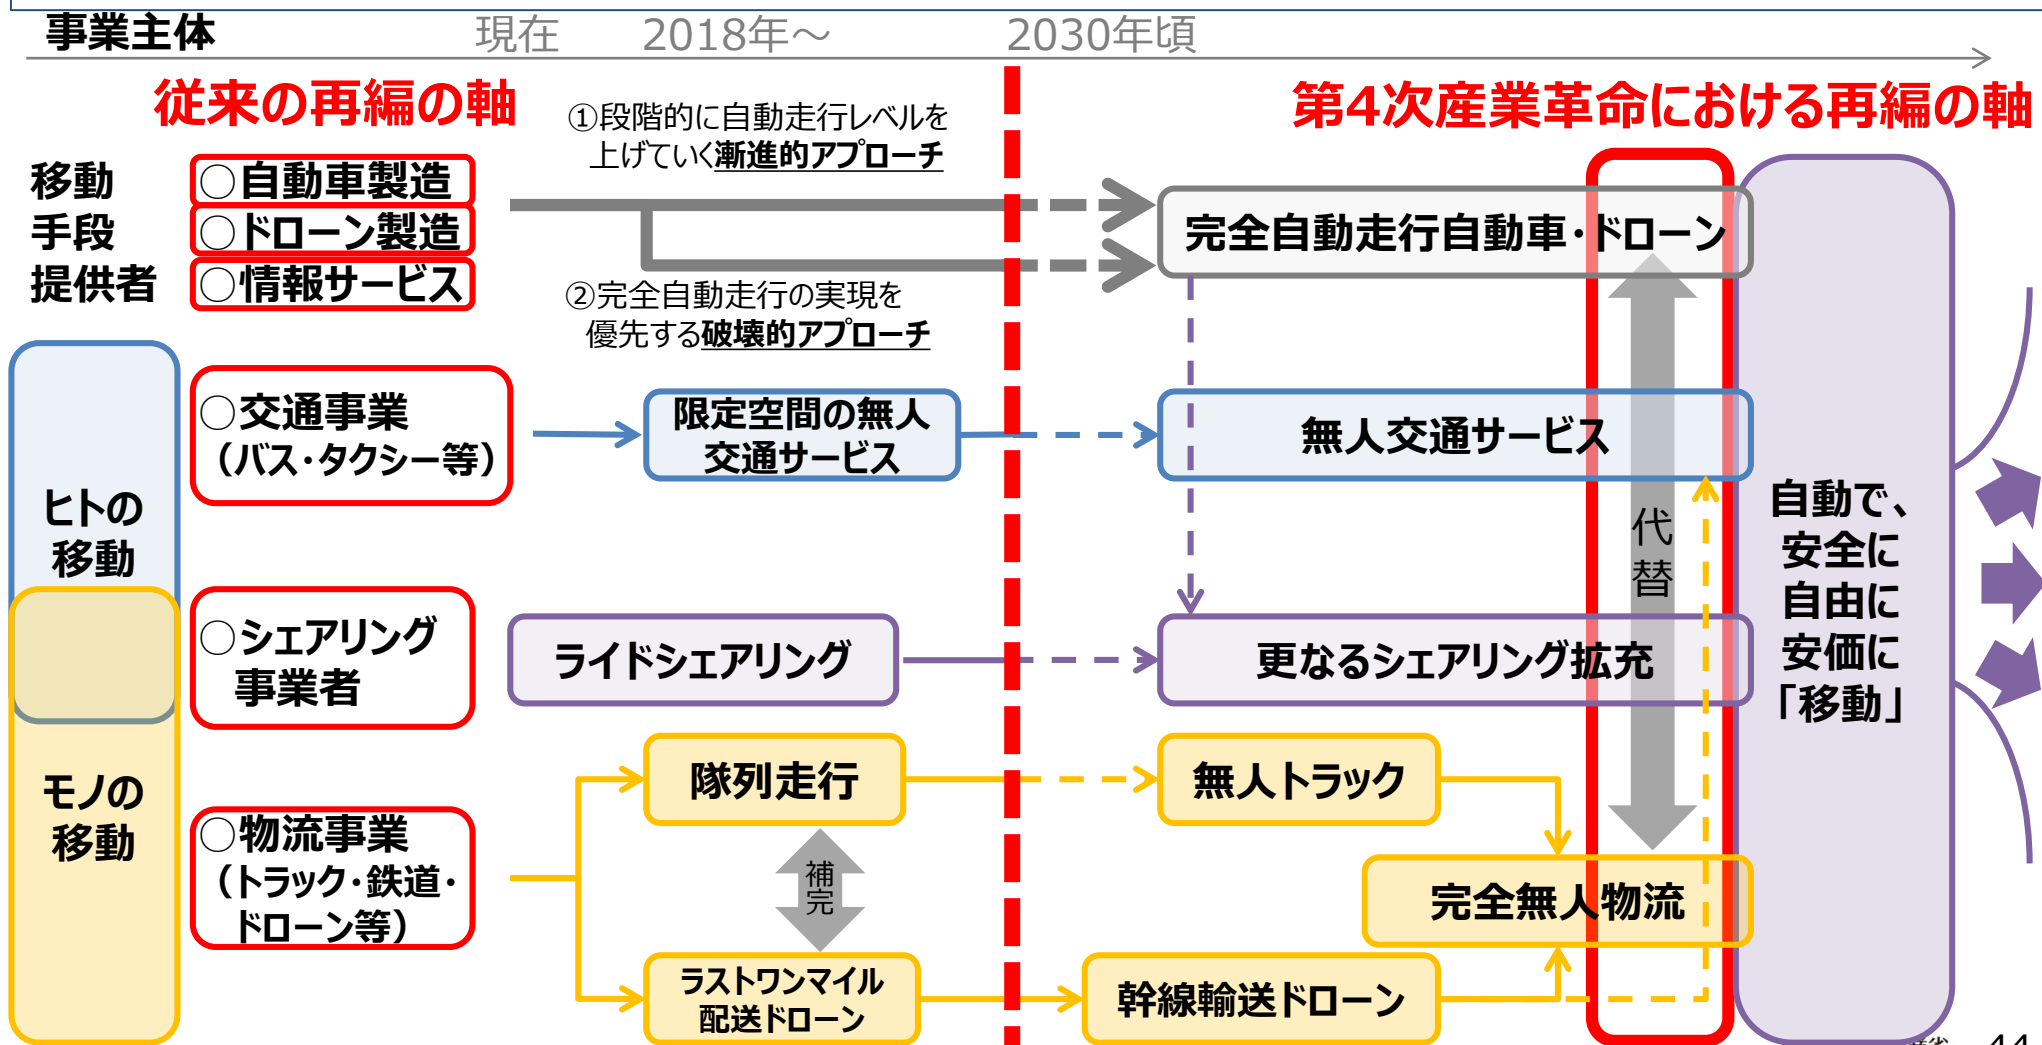 事業主体
現在
2018年～
2030年頃
従来の再編の軸
第4次産業革命における再編の軸
①段階的に自動走行レベルを
上げていく漸進的アプローチ
移動
手段
提供者
○自動車製造
○ドローン製造
○情報サービス
完全自動走行自動車・ドローン
②完全自動走行の実現を
優先する破壊的アプローチ
ヒトの
移動
○交通事業
（バス・タクシー等）
限定空間の無人
交通サービス
無人交通サービス
代
替
自動で、
安全に
自由に
安価に
「移動」
○シェアリング
事業者
ライドシェアリング
更なるシェアリング拡充
モノの
移動
○物流事業
（トラック・鉄道・
ドローン等）
隊列走行
無人トラック
補
完
完全無人物流
ラストワンマイル
配送ドローン
幹線輸送ドローン
44